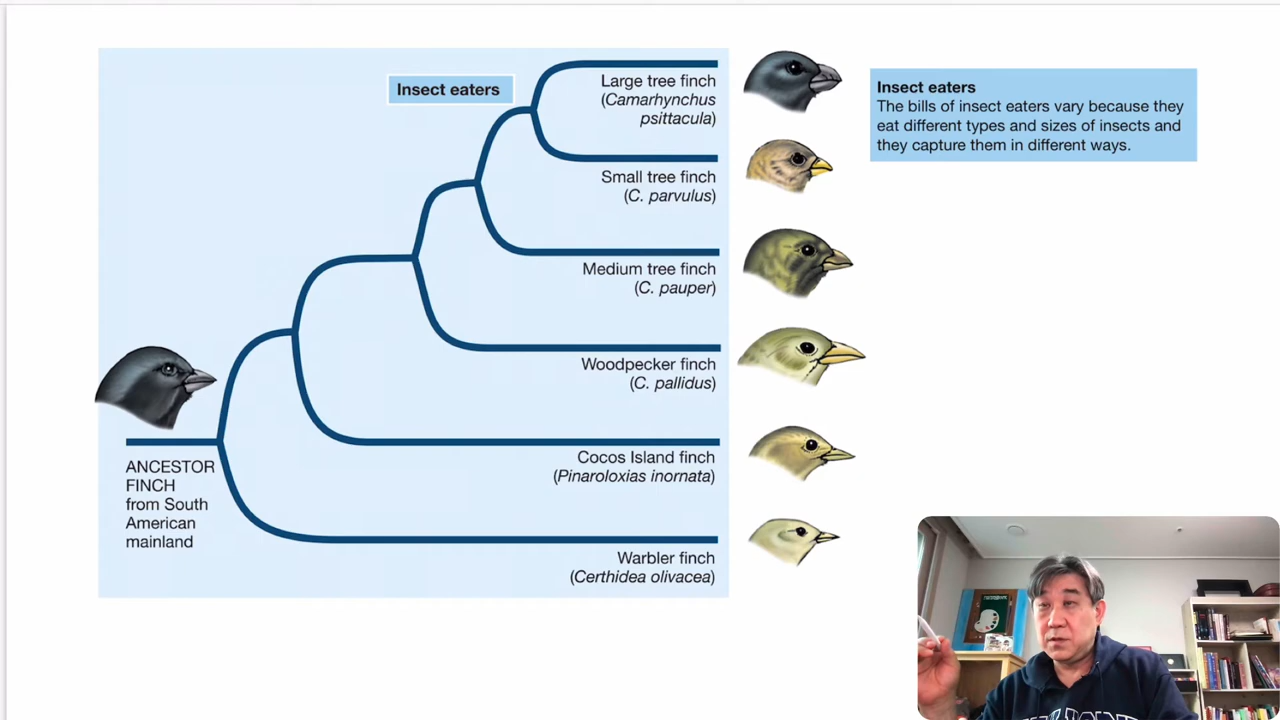 Insect eaters
Large tree finch
(Camarhynchus
psittacula)
Small tree finch
(C. parvulus)
Medium tree finch
(C. pauper)
Woodpecker finch
(C. pallidus)
Cocos Island finch
(Pinaroloxias inornata)
Warbler finch
(Certhidea olivacea)
ANCESTOR
FINCH
from South
American
mainland
Insect eaters
The bills of insect eaters vary because they
eat different types and sizes of insects and
they capture them in different ways.